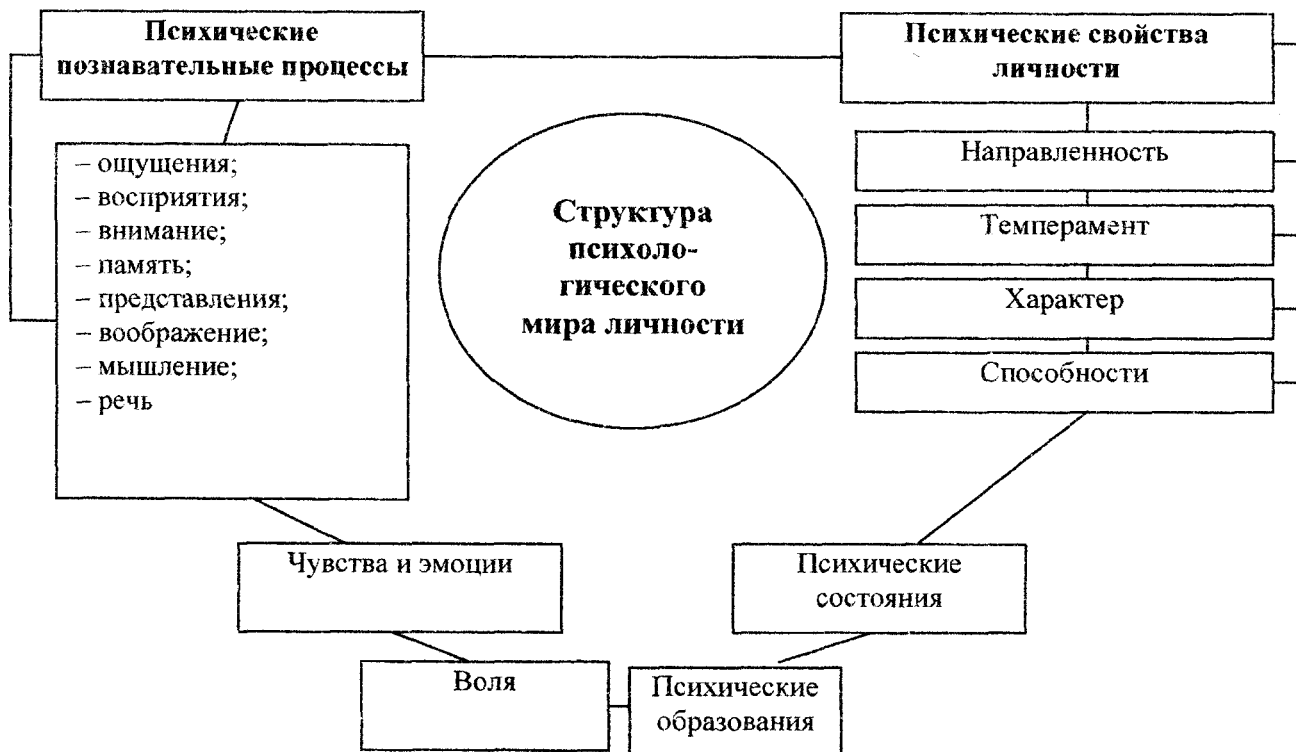 Психические
познавательные процессы
Психические свойства
личности
– ощущения;
– восприятия;
– внимание;
– память;
– представления;
– воображение;
– мышление;
– речь
Структура
психоло-
гического
мира личности
Направленность
Темперамент
Характер
Способности
Чувства и эмоции
Психические
состояния
Воля
Психические
образования